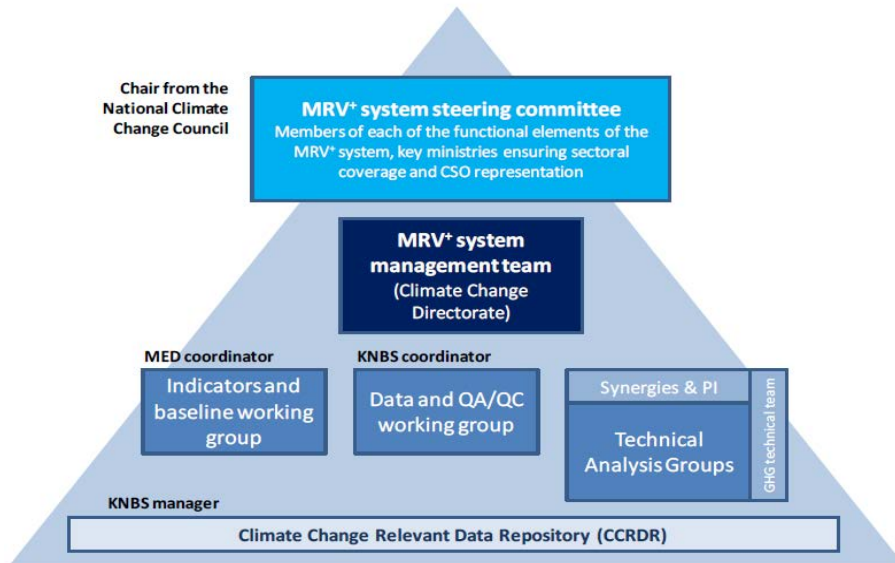 Chair from the
National Climate
Change Council
MRV⁺ system steering committee
Members of each of the functional elements of the
MRV⁺ system, key ministries ensuring sectoral
coverage and CSO representation
MRV⁺ system
management team
(Climate Change
Directorate)
MED coordinator
Indicators and
baseline working
group
KNBS coordinator
Data and QA/QC
working group
Synergies & PI
Technical
Analysis Groups
GHG technical team
KNBS manager
Climate Change Relevant Data Repository (CCRDR)